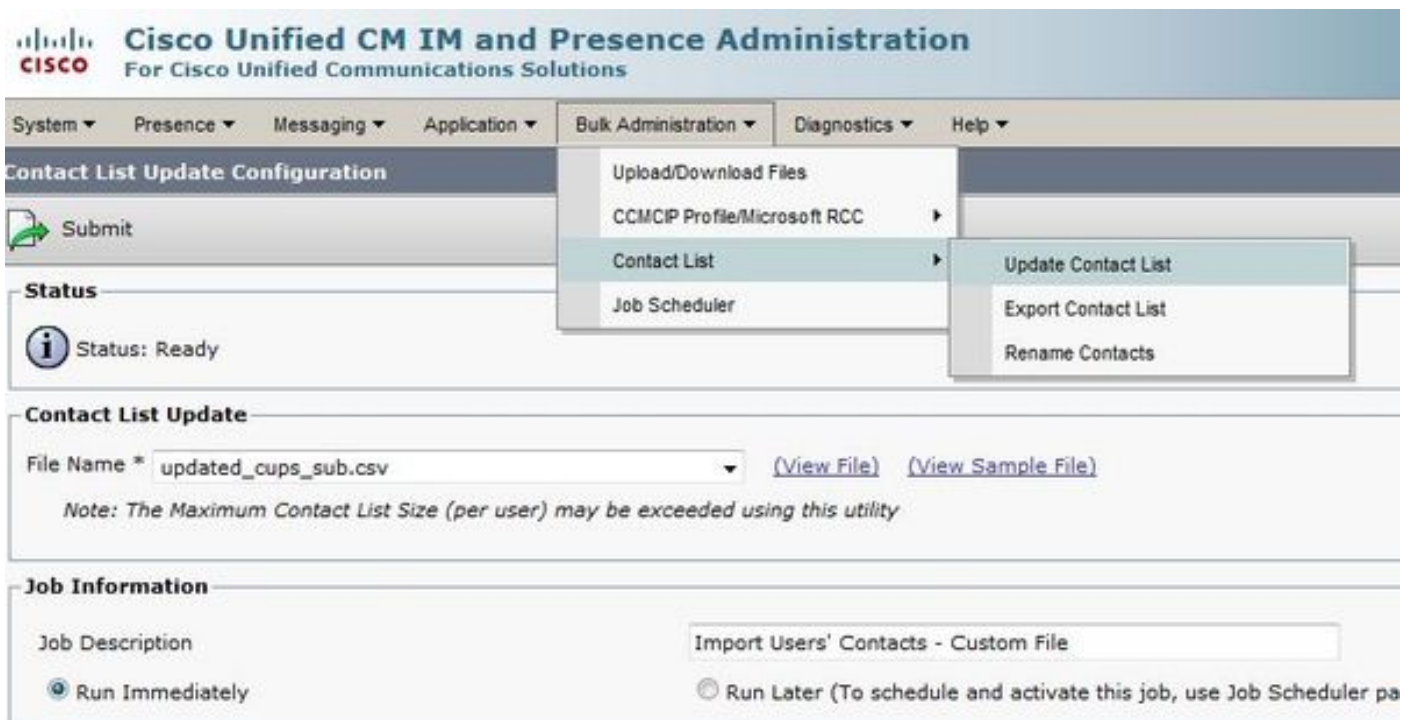 CISCO
Cisco Unified CM IM and Presence Administration
For Cisco Unified Communications Solutions
System Presence Messaging Application Bulk Administration Diagnostics Help
Contact List Update Configuration
Upload/Download Files
CCMCIP Profile/Microsoft RCC
Contact List
Job Scheduler
Update Contact List
Export Contact List
Rename Contacts
Submit
Status
Status: Ready
Contact List Update
File Name * updated_cups_sub.csv (View File) (View Sample File)
Note: The Maximum Contact List Size (per user) may be exceeded using this utility
Job Information
Job Description Import Users' Contacts - Custom File
Run Immediately Run Later (To schedule and activate this job, use Job Scheduler pa